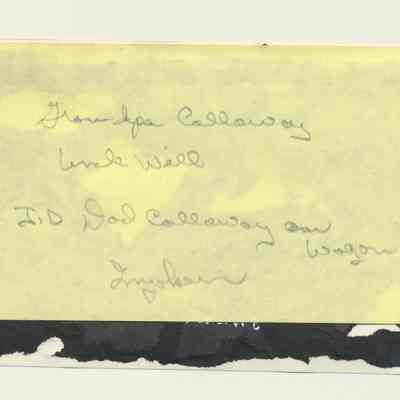 Grandpa Callaway
Uncle Will
I.D Dad Callaway on
Wagon